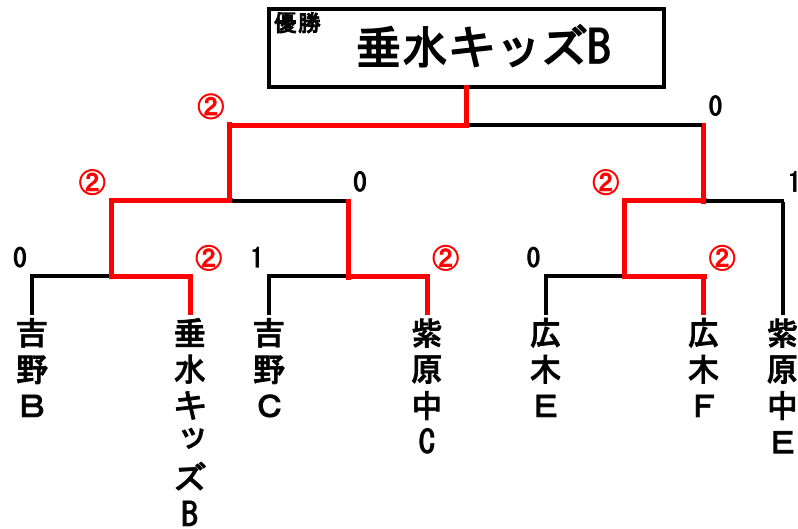 優勝
垂水キッズB
② 0
② 0 ② 1
0 ② 1 ② 0 ②
吉野B
垂水キッズB
吉野C
紫原中C
広木E
広木F
紫原中E